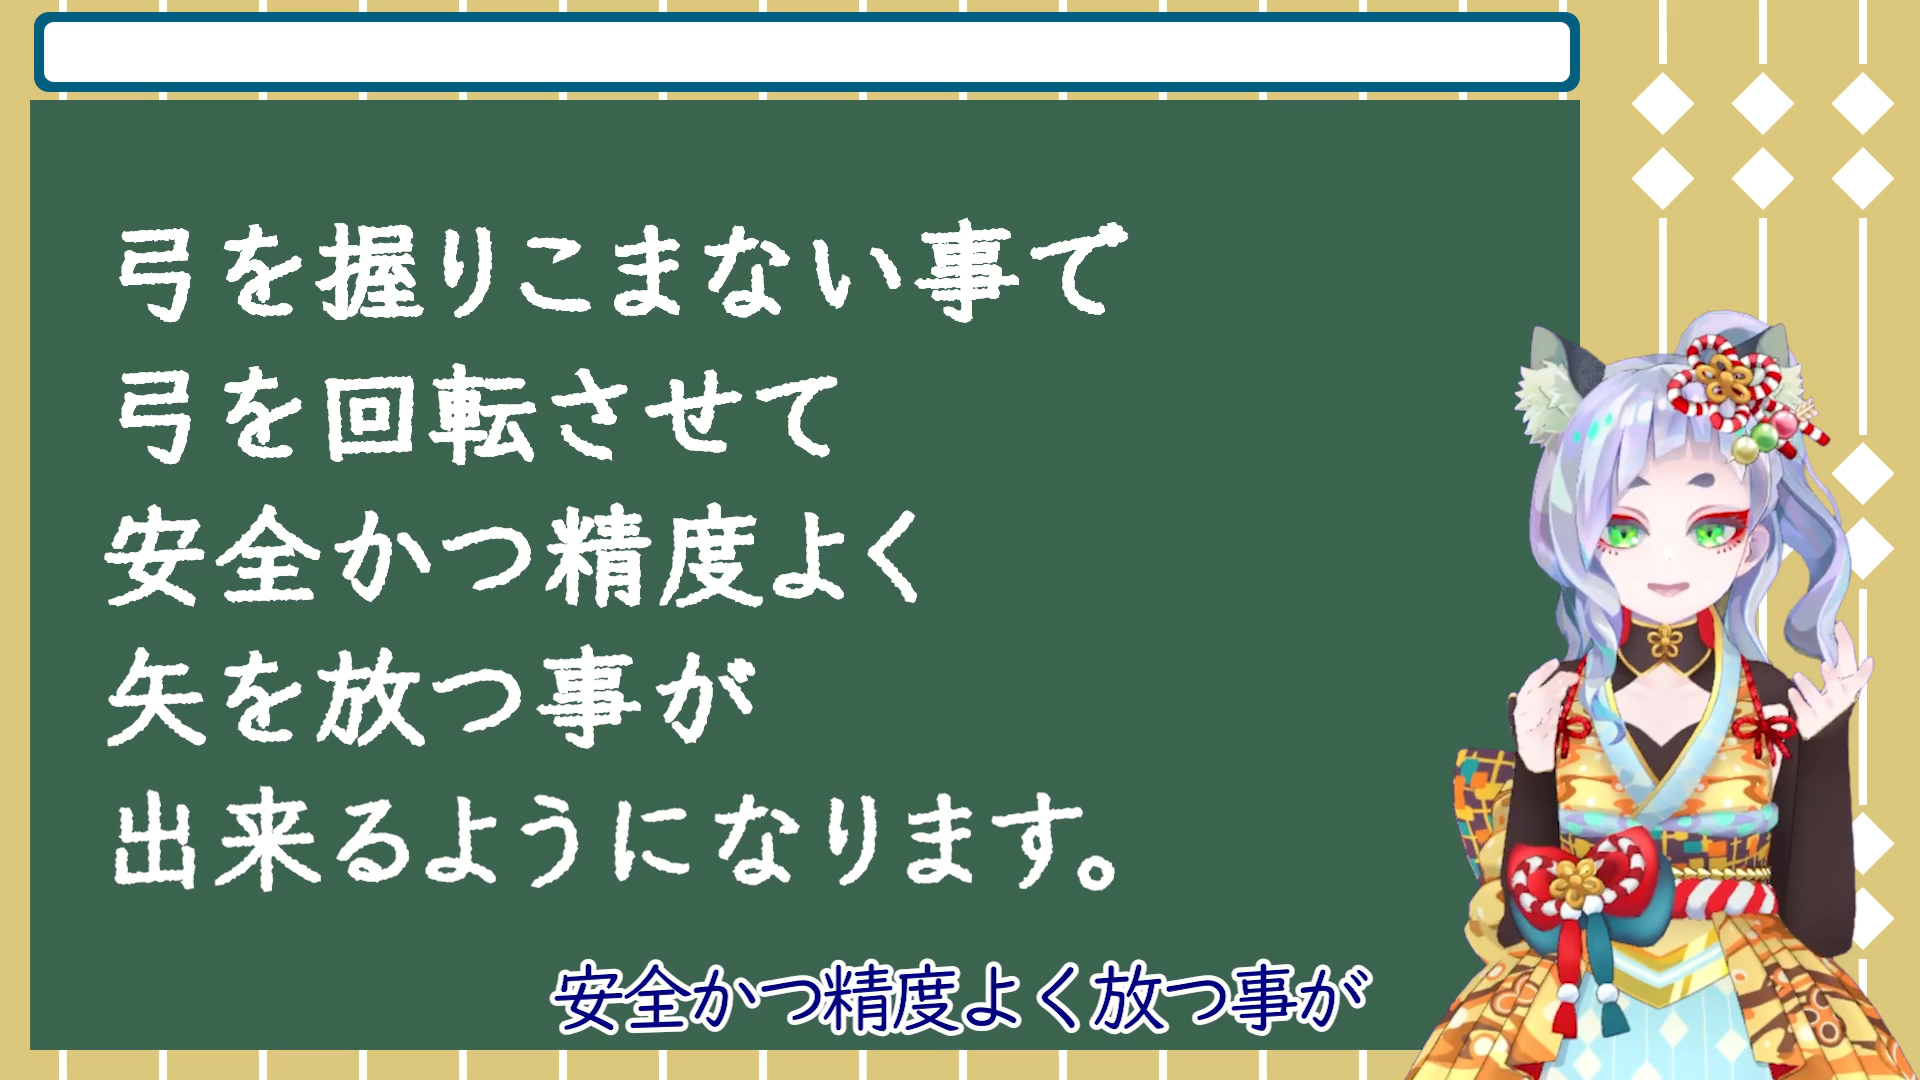 弓を握りこまない事で
弓を回転させて
安全かつ精度よく
矢を放つ事が
出来るようになります。
安全かつ精度よく放つ事が